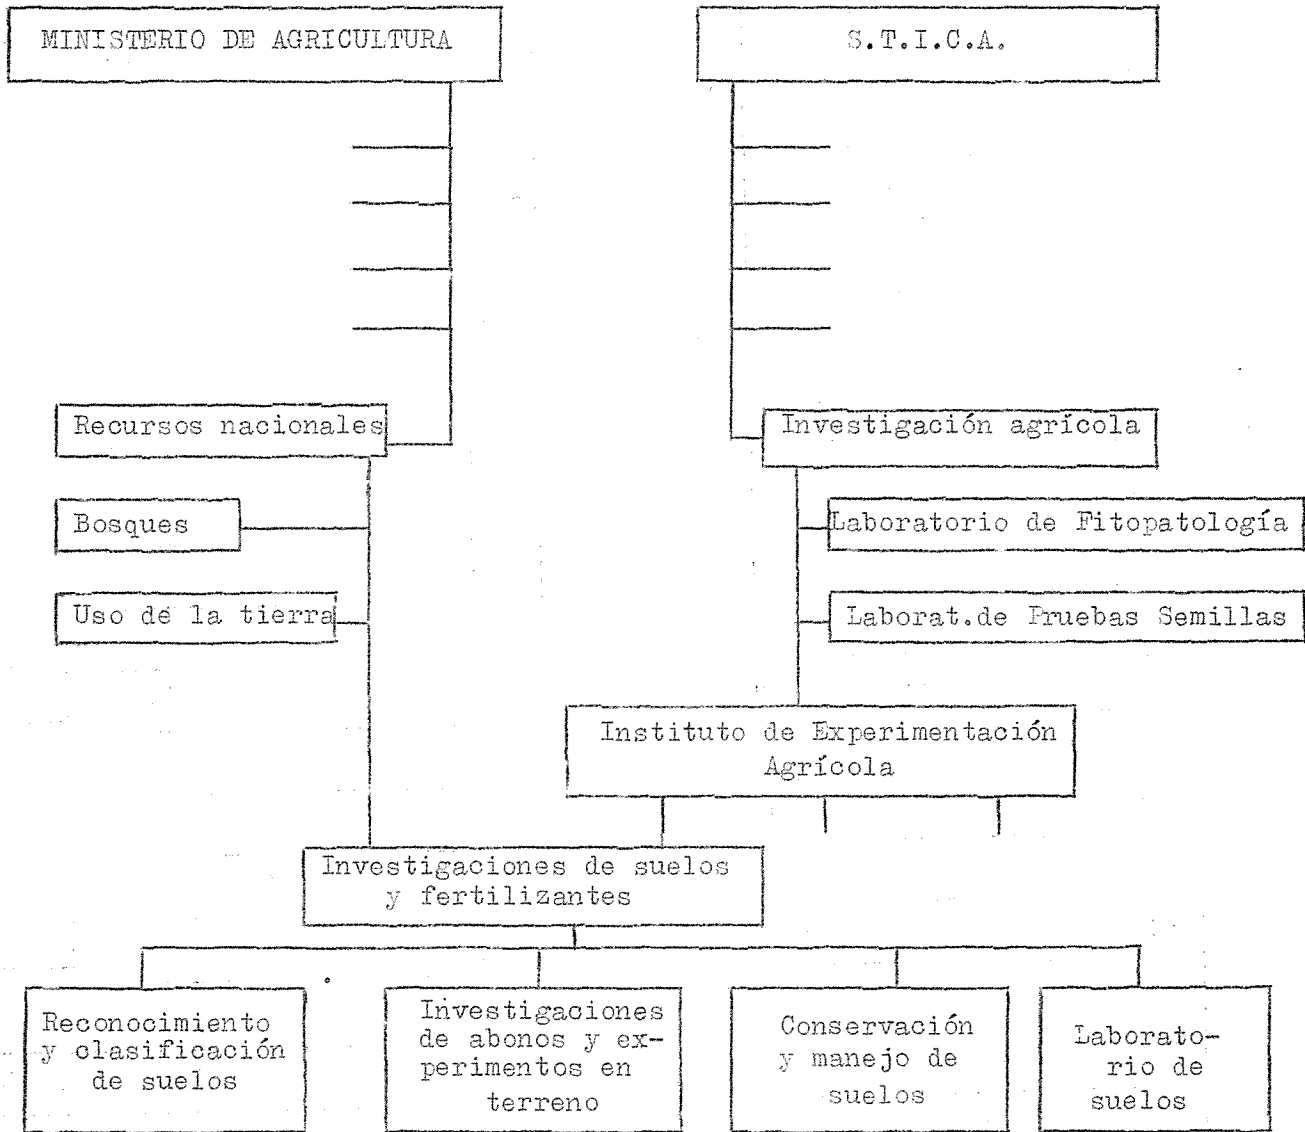 MINISTERIO DE AGRICULTURA
S.T.I.C.A.
Recursos nacionales
Investigación agrícola
Bosques
Laboratorio de Fitopatología
Uso de la tierra
Laborat.de Pruebas Semillas
Instituto de Experimentación
Agrícola
Investigaciones de suelos
y fertilizantes
Reconocimiento
y clasificación
de suelos
Investigaciones
de abonos y ex-
perimentos en
terreno
Conservación
y manejo de
suelos
Laborato-
rio de
suelos